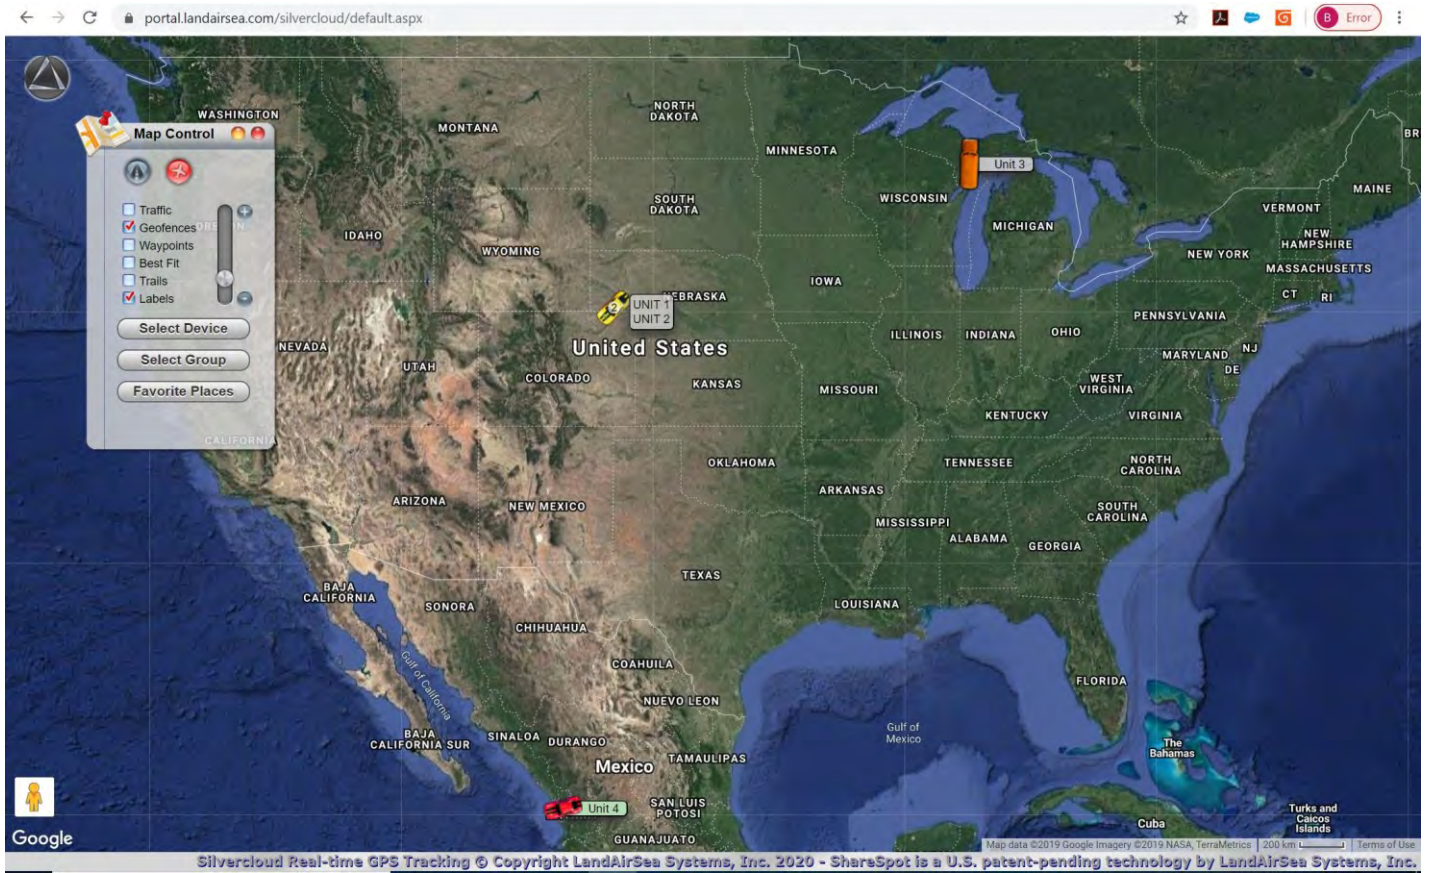 portal.landairsea.com/silvercloud/default.aspx
B Error
WASHINGTON
MONTANA
NORTH
DAKOTA
MINNESOTA
Unit 3
BR
Map Control
Traffic
Geofences
Waypoints
Best Fit
Trails
Labels
Select Device
Select Group
Favorite Places
CALIFORNIA
IDAHO
WYOMING
SOUTH
DAKOTA
WISCONSIN
MICHIGAN
MAINE
VERMONT
NEW
HAMPSHIRE
NEW YORK
MASSACHUSETTS
CT
RI
IOWA
UNIT 1
UNIT 2
EBRASKA
PENNSYLVANIA
ILLINOIS
INDIANA
OHIO
NEVADA
United States
MARYLAND
NJ
DE
UTAH
COLORADO
KANSAS
MISSOURI
WEST
VIRGINIA
KENTUCKY
VIRGINIA
OKLAHOMA
TENNESSEE
NORTH
CAROLINA
ARIZONA
NEW MEXICO
ARKANSAS
SOUTH
CAROLINA
MISSISSIPPI
ALABAMA
GEORGIA
TEXAS
BAJA
CALIFORNIA
SONORA
LOUISIANA
CHIHUAHUA
Gulf of California
COAHUILA
FLORIDA
NUEVO LEON
Gulf of
Mexico
BAJA
CALIFORNIA SUR
SINALOA
DURANGO
The
Bahamas
Mexico
TAMAULIPAS
Unit 4
SAN LUIS
POTOSI
Turks and
Caicos
Islands
Cuba
Google
GUANAJUATO
Map data ©2019 Google Imagery ©2019 NASA, TerraMetrics
200 km
Terms of Use
Silvercloud Real-time GPS Tracking © Copyright LandAirSea Systems, Inc. 2020 - ShareSpot is a U.S. patent-pending technology by LandAirSea Systems, Inc.